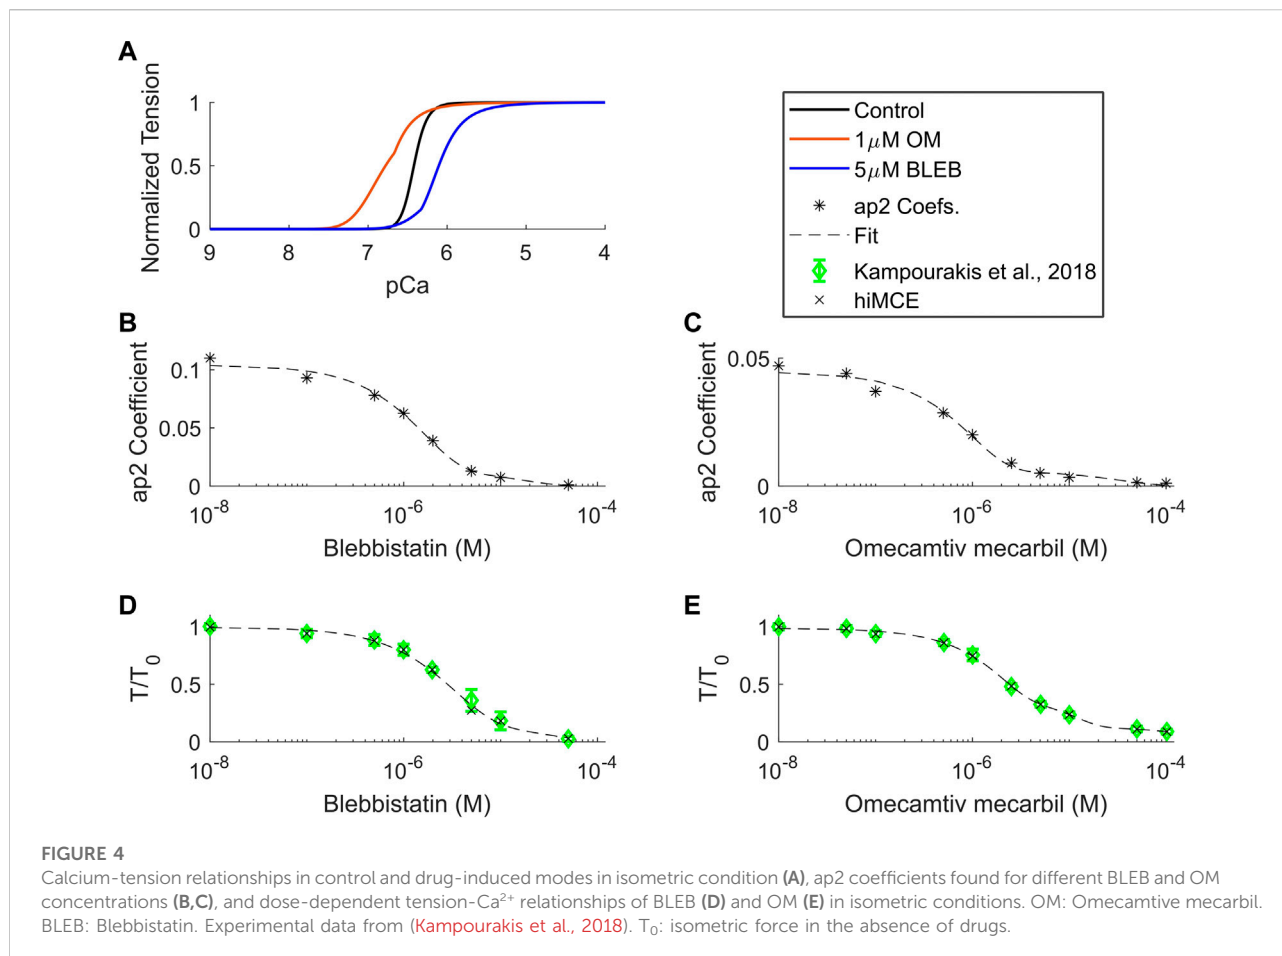 A
Normalized Tension
1
0.5
0
9 8 7 6 5 4
pCa
Control
1μM OM
5μM BLEB
ap2 Coefs.
Fit
Kampourakis et al., 2018
hiMCE
B
ap2 Coefficient
0.1
0.05
0
10⁻⁸ 10⁻⁶ 10⁻⁴
Blebbistatin (M)
C
ap2 Coefficient
0.05
0
10⁻⁸ 10⁻⁶ 10⁻⁴
Omecamtiv mecarbil (M)
D
T/T₀
1
0.5
0
10⁻⁸ 10⁻⁶ 10⁻⁴
Blebbistatin (M)
E
T/T₀
1
0.5
0
10⁻⁸ 10⁻⁶ 10⁻⁴
Omecamtiv mecarbil (M)
FIGURE 4
Calcium-tension relationships in control and drug-induced modes in isometric condition (A), ap2 coefficients found for different BLEB and OM
concentrations (B,C), and dose-dependent tension-Ca²⁺ relationships of BLEB (D) and OM (E) in isometric conditions. OM: Omecamtive mecarbil.
BLEB: Blebbistatin. Experimental data from (Kampourakis et al., 2018). T₀: isometric force in the absence of drugs.